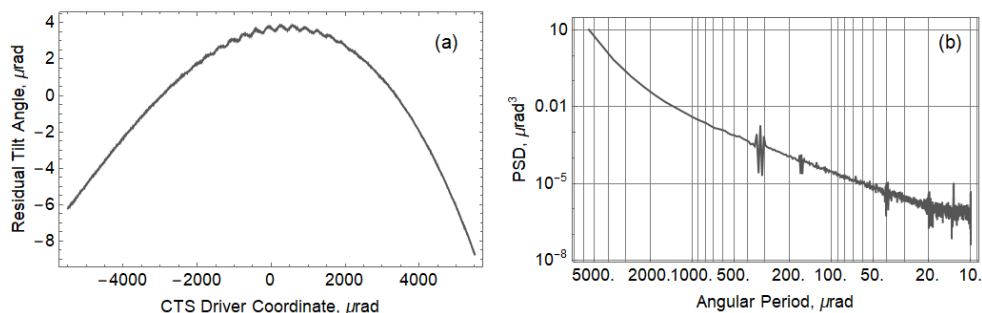 (a)
Residual Tilt Angle, μrad
4
2
0
−2
−4
−6
−8
−4000 −2000 0 2000 4000
CTS Driver Coordinate, μrad
(b)
PSD, μrad³
10
0.01
10⁻⁵
10⁻⁸
5000. 2000. 1000. 500. 200. 100. 50. 20. 10.
Angular Period, μrad